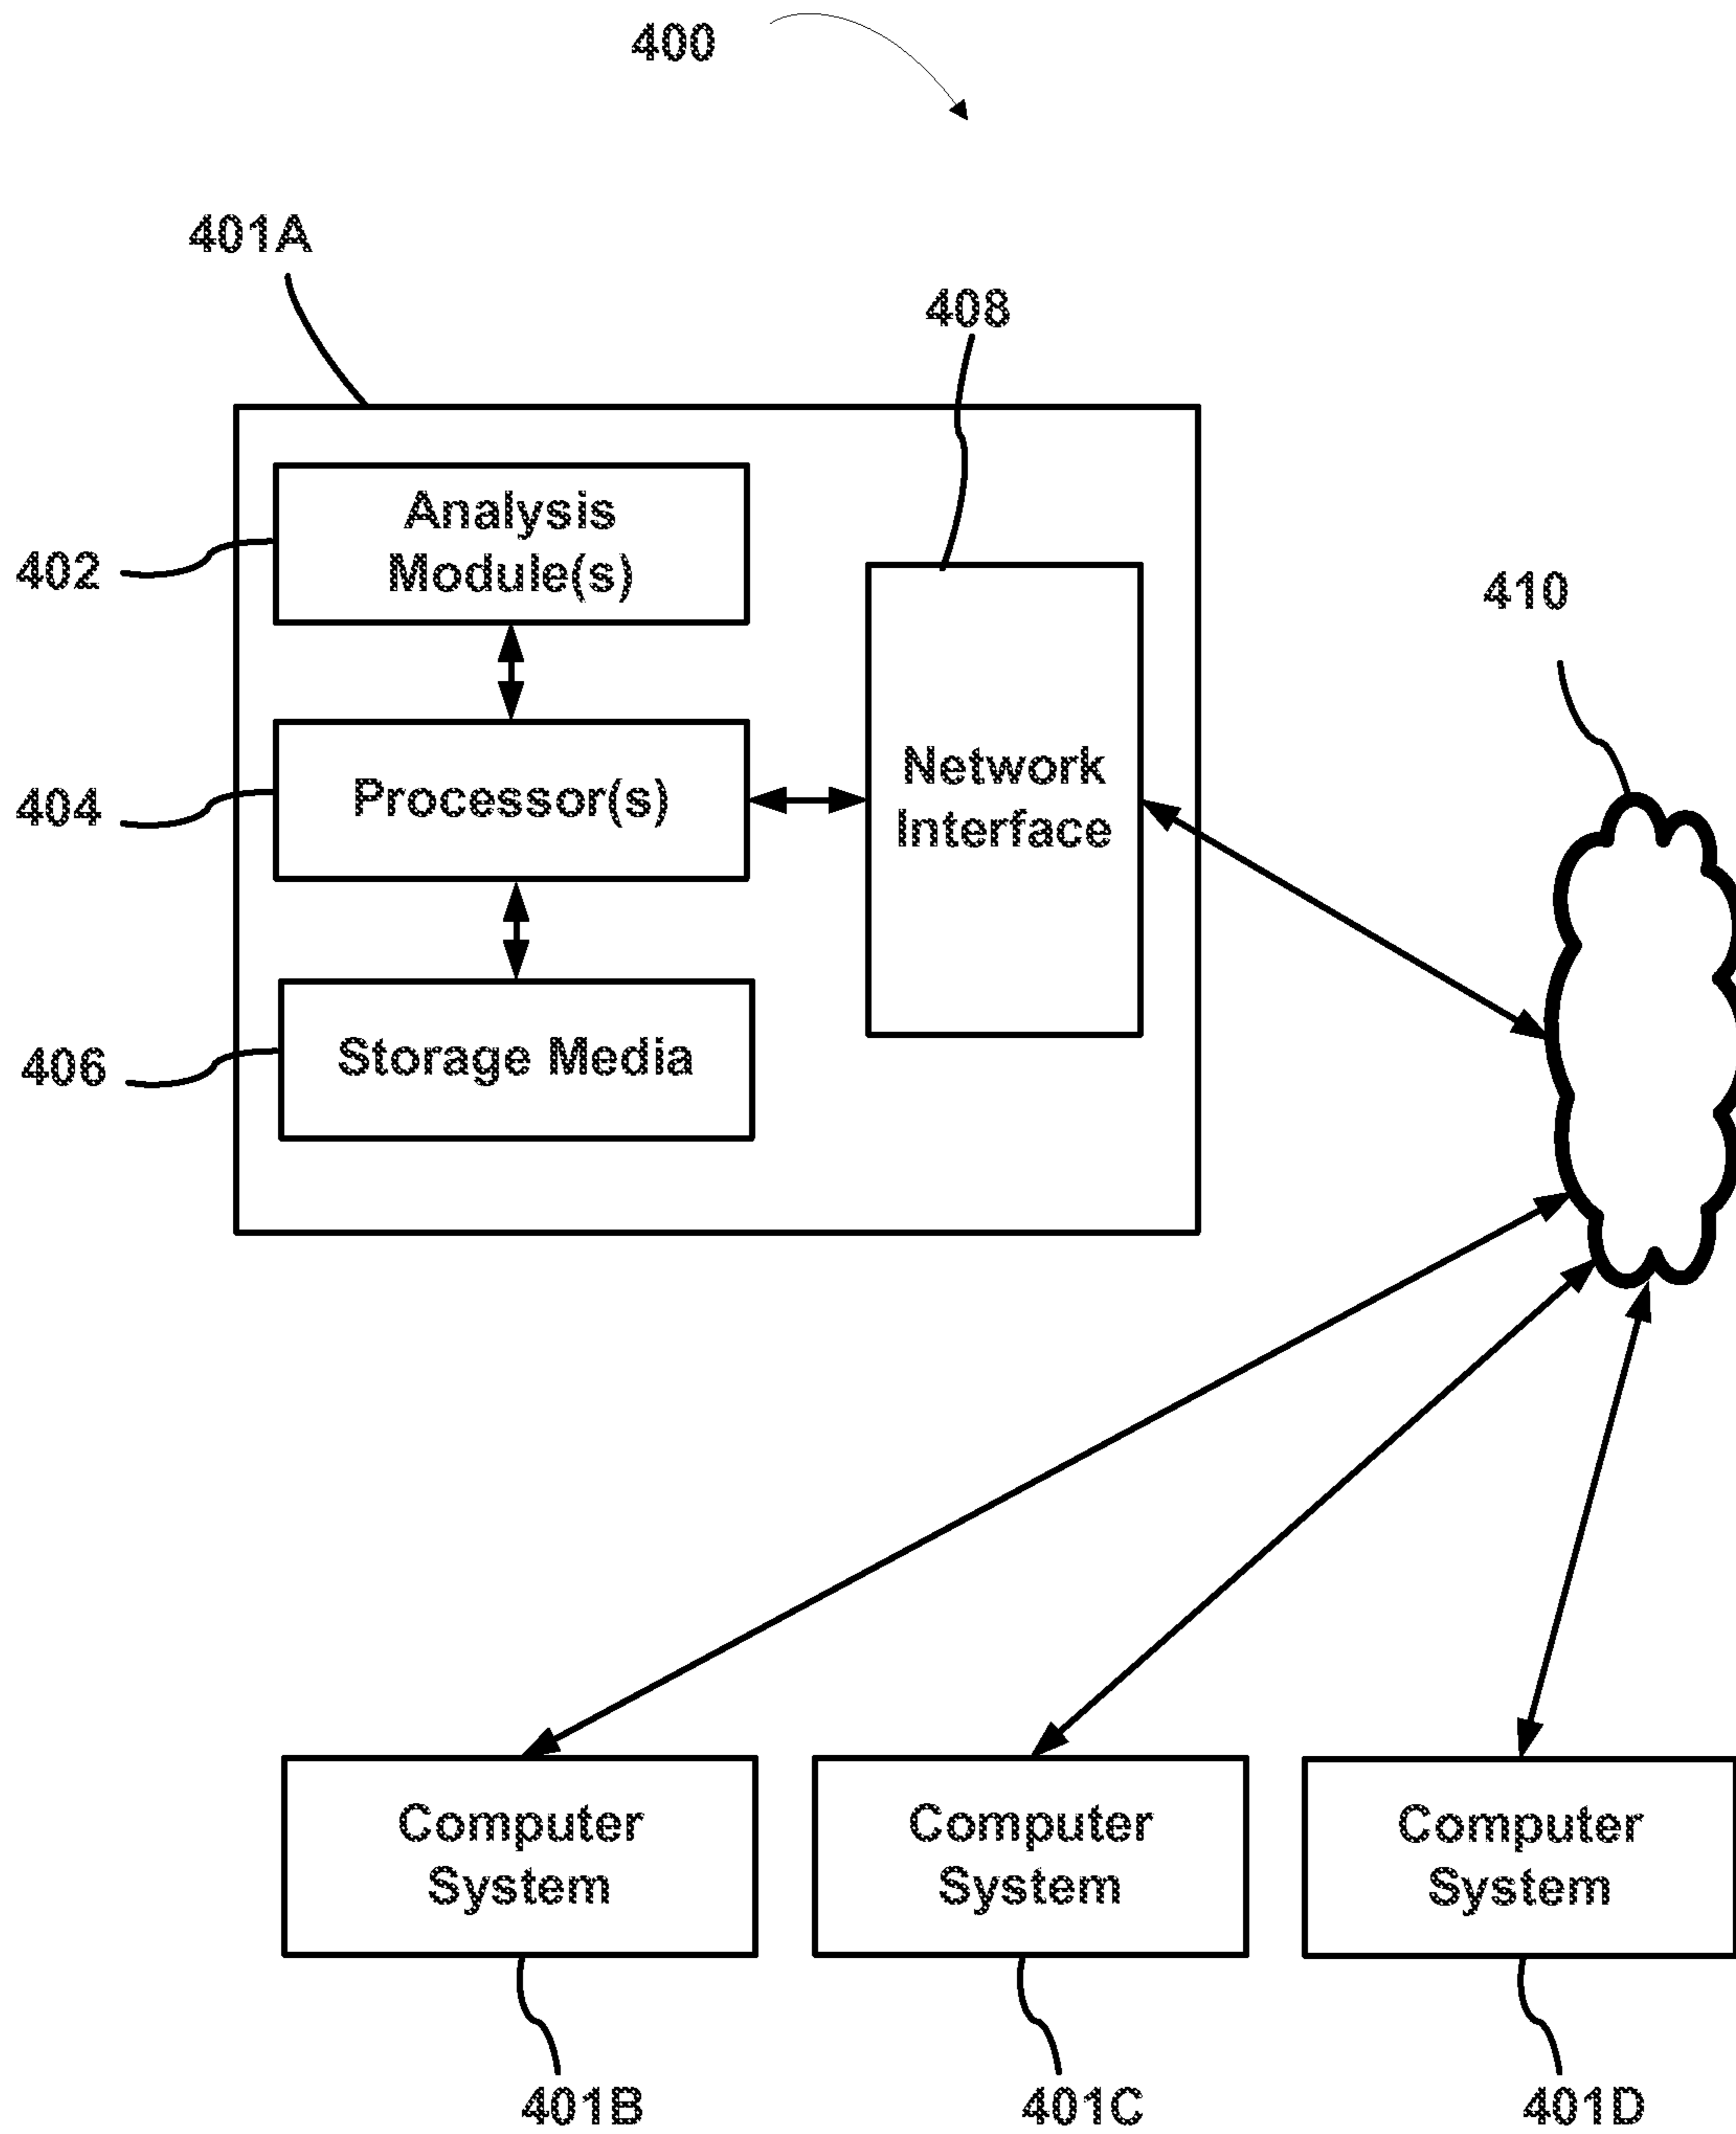 400
401A
408
Analysis
Module(s)
402
410
Network
Interface
Processor(s)
404
Storage Media
406
Computer
System
Computer
System
Computer
System
401B
401C
401D